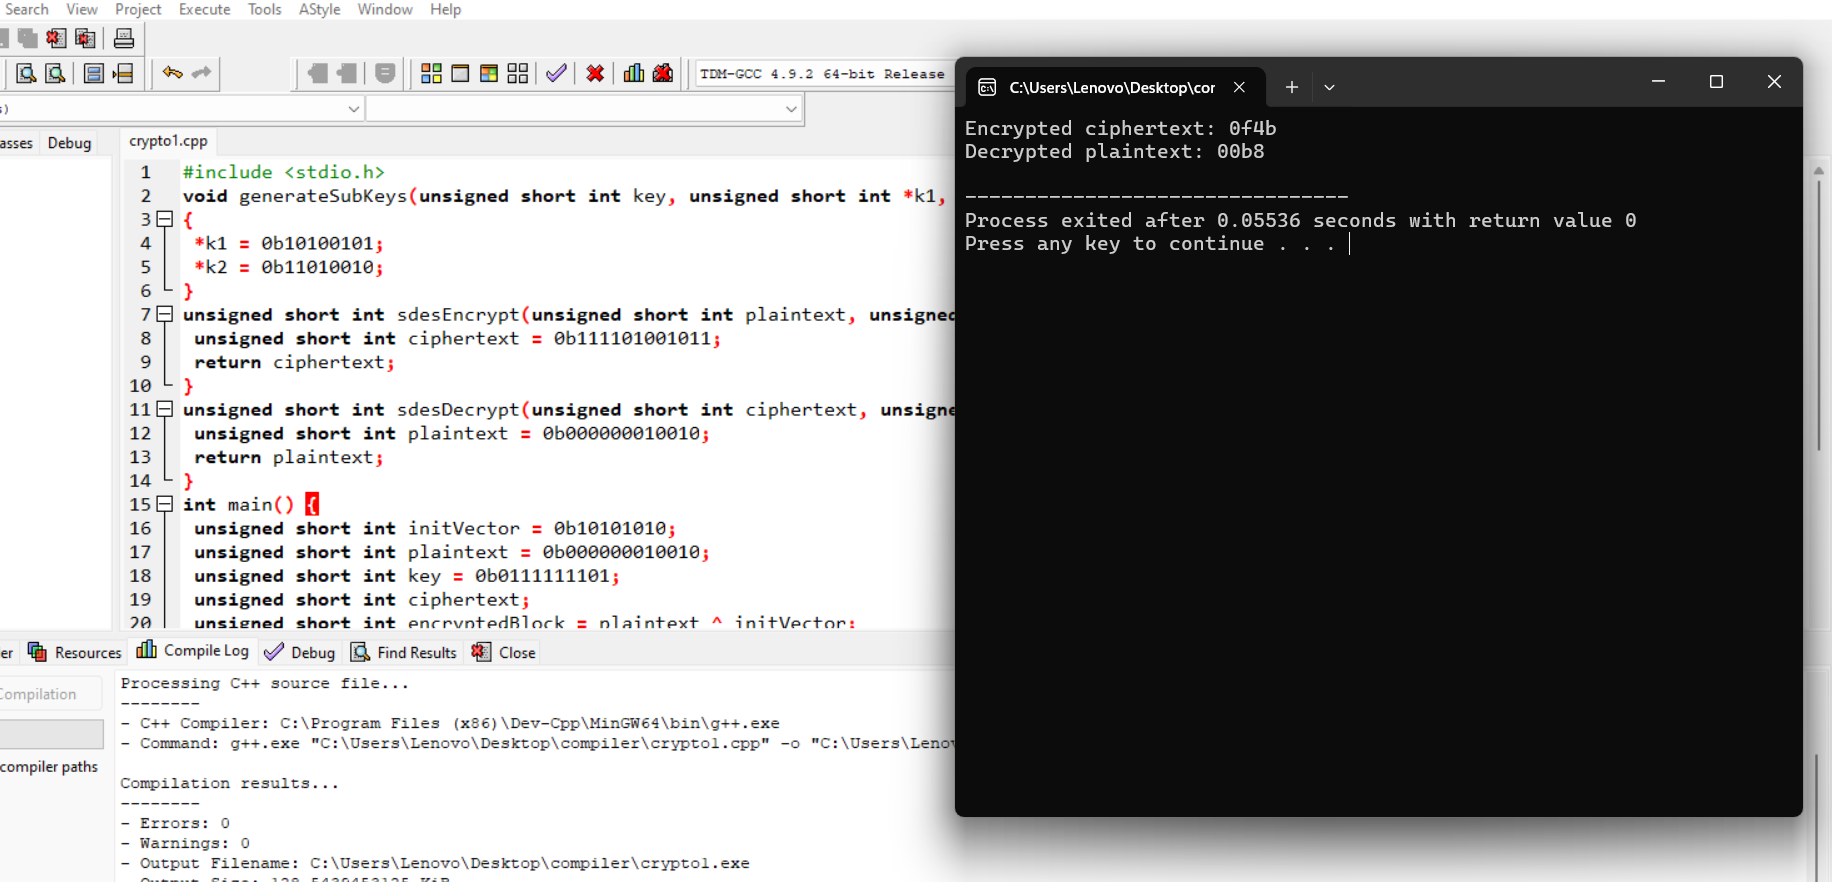 Search View Project Execute Tools AStyle Window Help
TDM-GCC 4.9.2 64-bit Release
s)
asses Debug
crypto1.cpp
1 #include <stdio.h>
2 void generateSubKeys(unsigned short int key, unsigned short int *k1,
3 {
4 *k1 = 0b10100101;
5 *k2 = 0b11010010;
6 }
7 unsigned short int sdesEncrypt(unsigned short int plaintext, unsigned
8 unsigned short int ciphertext = 0b111101001011;
9 return ciphertext;
10 }
11 unsigned short int sdesDecrypt(unsigned short int ciphertext, unsigne
12 unsigned short int plaintext = 0b000000010010;
13 return plaintext;
14 }
15 int main() {
16 unsigned short int initVector = 0b10101010;
17 unsigned short int plaintext = 0b000000010010;
18 unsigned short int key = 0b0111111101;
19 unsigned short int ciphertext;
20 unsigned short int encryptedBlock = plaintext ^ initVector;
er Resources Compile Log Debug Find Results Close
Compilation
compiler paths
Processing C++ source file...
--------
- C++ Compiler: C:\Program Files (x86)\Dev-Cpp\MinGW64\bin\g++.exe
- Command: g++.exe "C:\Users\Lenovo\Desktop\compiler\crypto1.cpp" -o "C:\Users\Lenov
Compilation results...
--------
- Errors: 0
- Warnings: 0
- Output Filename: C:\Users\Lenovo\Desktop\compiler\crypto1.exe
- Output Size: 128.5439453125 KiB
C:\Users\Lenovo\Desktop\cor
Encrypted ciphertext: 0f4b
Decrypted plaintext: 00b8
--------------------------------
Process exited after 0.05536 seconds with return value 0
Press any key to continue . . .